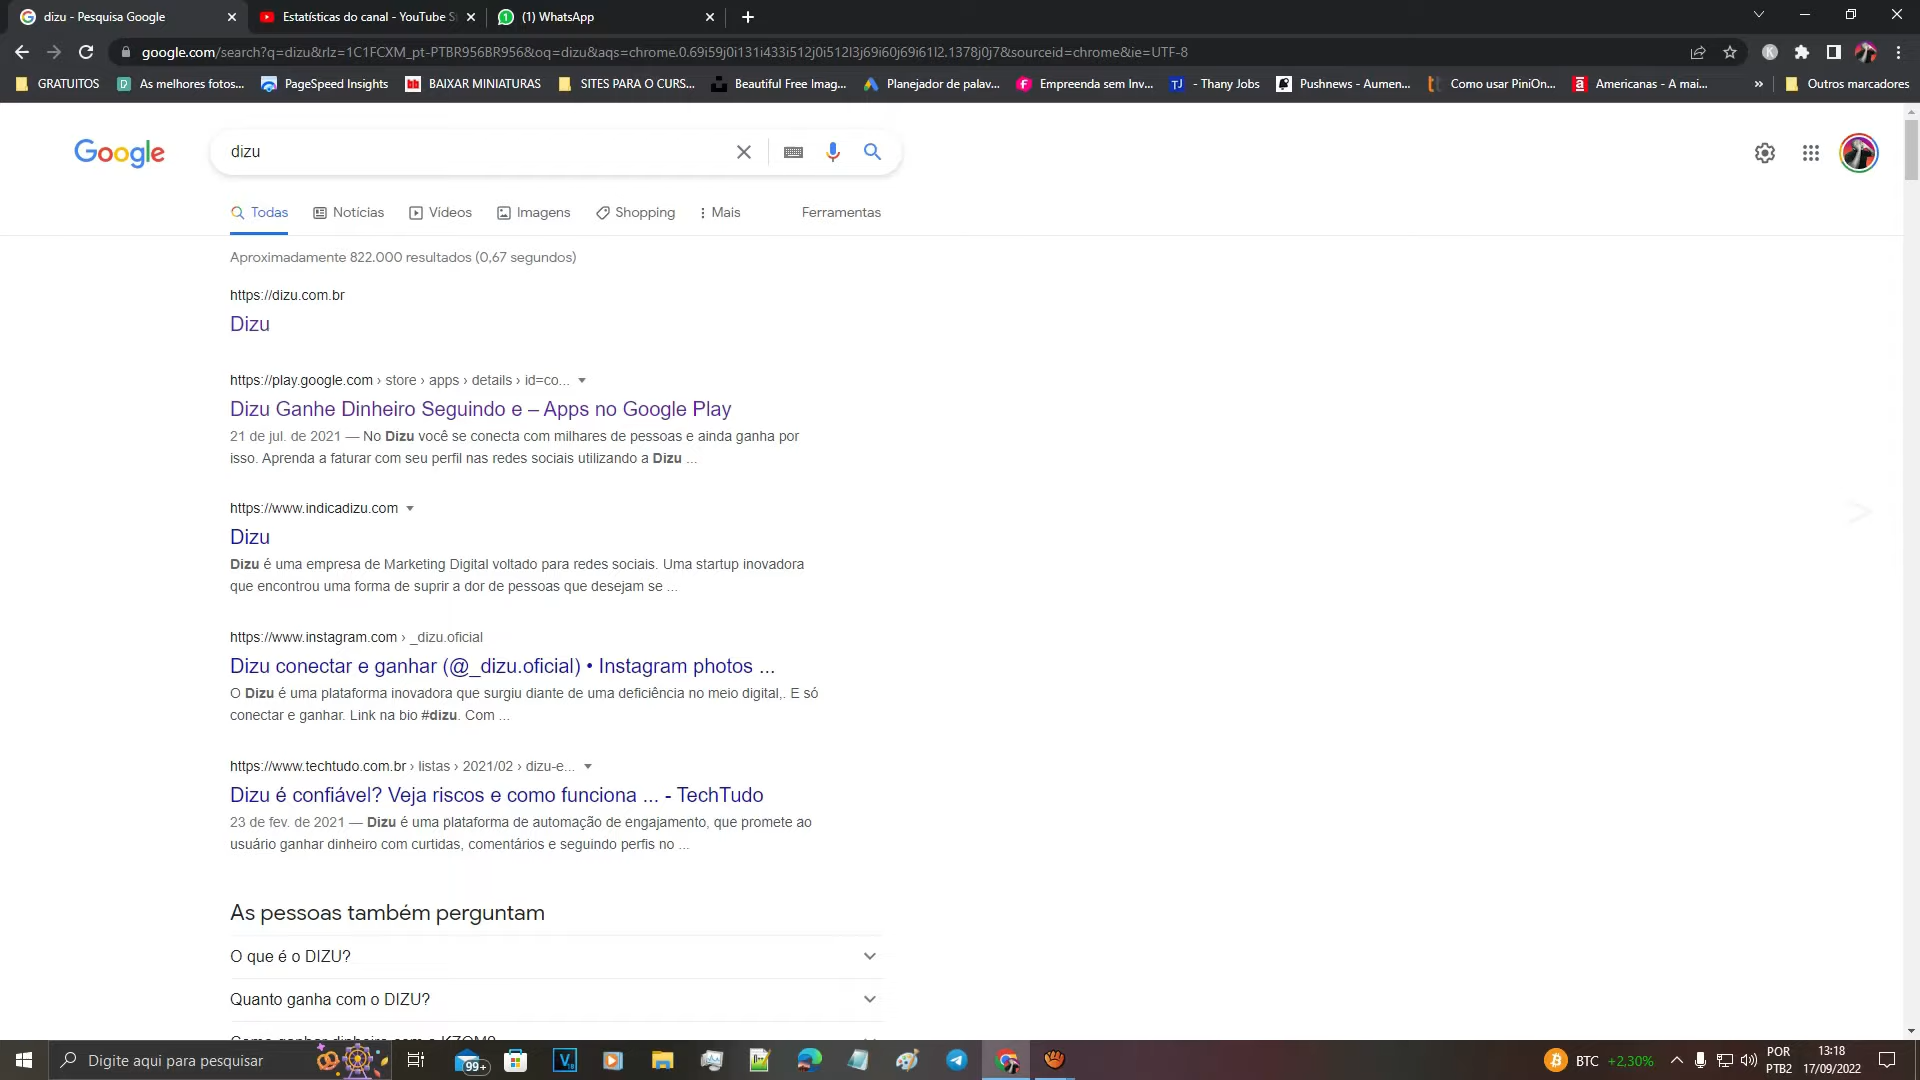 dizu - Pesquisa Google
Estatísticas do canal - YouTube S
(1) WhatsApp
google.com/search?q=dizu&rlz=1C1FCXM_pt-PTBR956BR956&oq=dizu&aqs=chrome.0.69i59j0i131i433i512j0i512l3j69i60j69i61l2.1378j0j7&sourceid=chrome&ie=UTF-8
GRATUITOS
As melhores fotos...
PageSpeed Insights
BAIXAR MINIATURAS
SITES PARA O CURS...
Beautiful Free Imag...
Planejador de palav...
Empreenda sem Inv...
TJ - Thany Jobs
Pushnews - Aumen...
Como usar PiniOn...
Americanas - A mai...
»
Outros marcadores
Google
dizu
Todas
Notícias
Vídeos
Imagens
Shopping
Mais
Ferramentas
Aproximadamente 822.000 resultados (0,67 segundos)
https://dizu.com.br
Dizu
https://play.google.com › store › apps › details › id=co...
Dizu Ganhe Dinheiro Seguindo e – Apps no Google Play
21 de jul. de 2021 — No Dizu você se conecta com milhares de pessoas e ainda ganha por
isso. Aprenda a faturar com seu perfil nas redes sociais utilizando a Dizu ...
https://www.indicadizu.com
Dizu
Dizu é uma empresa de Marketing Digital voltado para redes sociais. Uma startup inovadora
que encontrou uma forma de suprir a dor de pessoas que desejam se ...
https://www.instagram.com › _dizu.oficial
Dizu conectar e ganhar (@_dizu.oficial) • Instagram photos ...
O Dizu é uma plataforma inovadora que surgiu diante de uma deficiência no meio digital,. E só
conectar e ganhar. Link na bio #dizu. Com ...
https://www.techtudo.com.br › listas › 2021/02 › dizu-e...
Dizu é confiável? Veja riscos e como funciona ... - TechTudo
23 de fev. de 2021 — Dizu é uma plataforma de automação de engajamento, que promete ao
usuário ganhar dinheiro com curtidas, comentários e seguindo perfis no ...
As pessoas também perguntam
O que é o DIZU?
Quanto ganha com o DIZU?
Digite aqui para pesquisar
99+
BTC +2,30%
POR
PTB2
13:18
17/09/2022